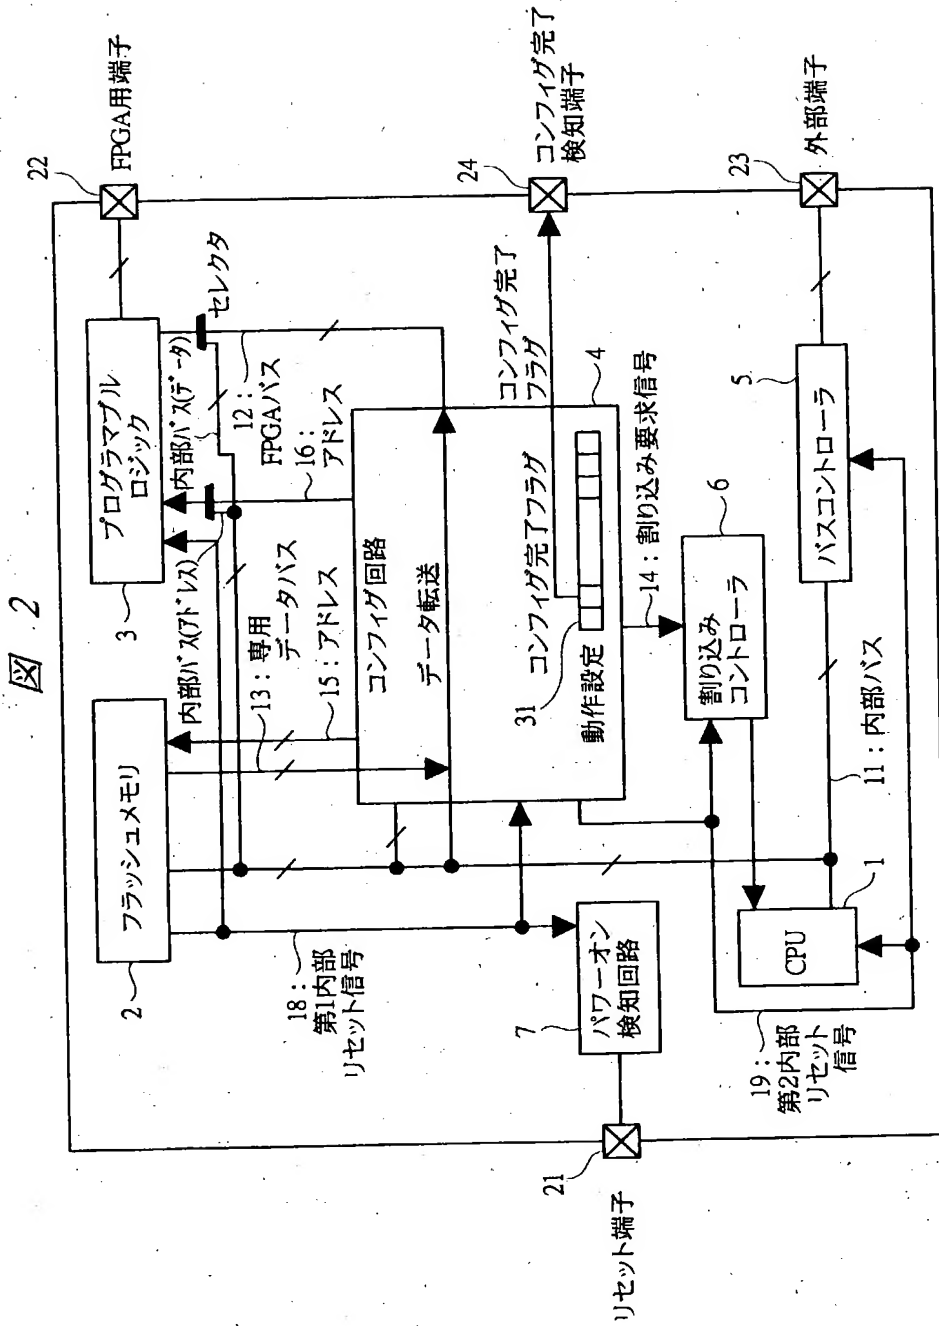 図 2
22
FPGA用端子
24
コンフィグ完了
検知端子
23
外部端子
プログラマブル
ロジック
3
セレクタ
内部バス(データ)
12:
FPGAバス
16:
アドレス
内部バス(アドレス)
13:専用
データバス
15:アドレス
フラッシュメモリ
2
コンフィグ回路
データ転送
コンフィグ完了フラグ
31
動作設定
コンフィグ完了
フラグ
4
14:割り込み要求信号
6
割り込み
コントローラ
5
バスコントローラ
11:内部バス
1
CPU
18:
第1内部
リセット信号
7
パワーオン
検知回路
19:
第2内部
リセット
信号
21
リセット端子